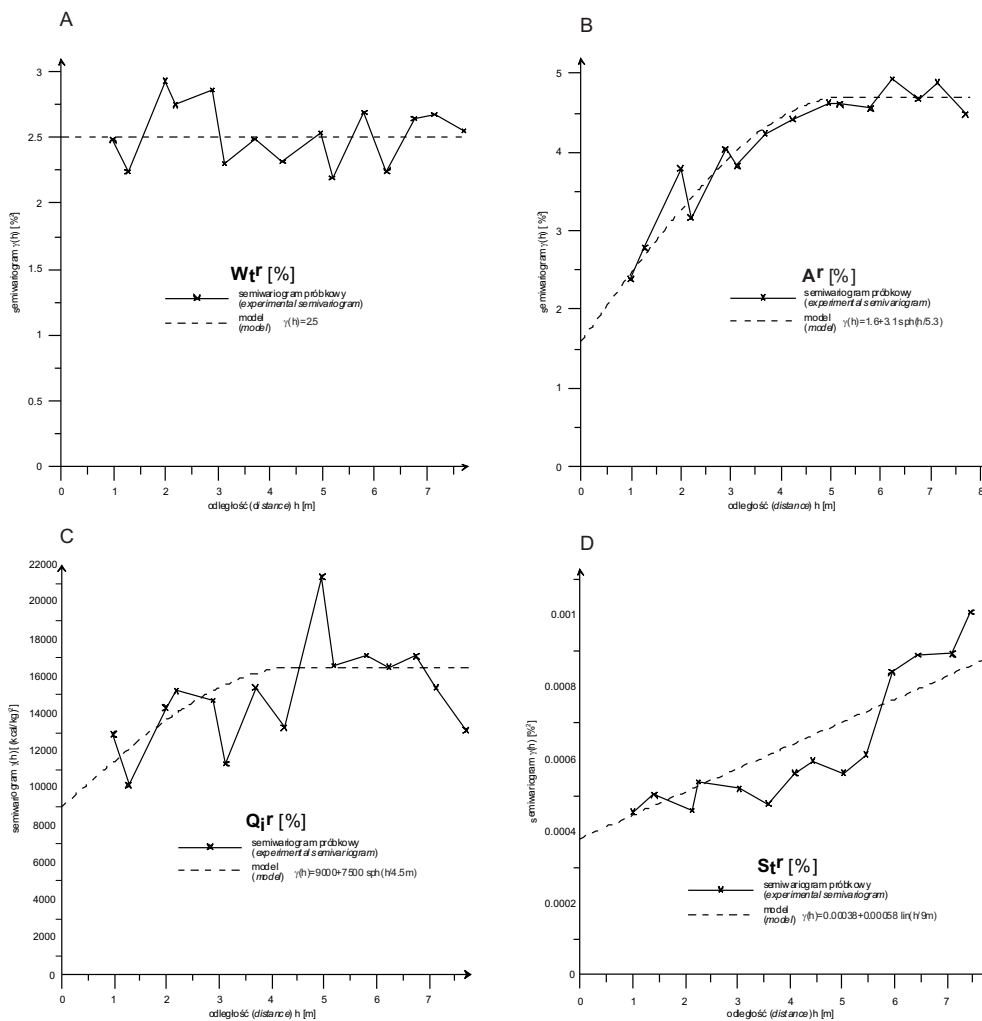 A
3
2.5
2
1.5
1
0.5
0
semiwariogram γ(h) [%²]
Wtr [%]
semiwariogram próbkowy
(experimental semivariogram)
model
(model) γ(h)=2.5
0 1 2 3 4 5 6 7
odległość (distance) h [m]
B
5
4
3
2
1
0
semiwariogram γ(h) [%²]
Ar [%]
semiwariogram próbkowy
(experimental semivariogram)
model
(model) γ(h)=1.6+3.1 sph(h/5.3)
0 1 2 3 4 5 6 7 8
odległość (distance) h [m]
C
22000
20000
18000
16000
14000
12000
10000
8000
6000
4000
2000
0
semiwariogram γ(h) [(kcal/kg)²]
Qir [%]
semiwariogram próbkowy
(experimental semivariogram)
model
(model) γ(h)=9000+7500 sph(h/4.5m)
0 1 2 3 4 5 6 7
odległość (distance) h [m]
D
0.001
0.0008
0.0006
0.0004
0.0002
0
semiwariogram γ(h) [%²]
Str [%]
semiwariogram próbkowy
(experimental semivariogram)
model
(model) γ(h)=0.00038+0.00058 lin(h/9m)
0 1 2 3 4 5 6 7
odległość (distance) h [m]